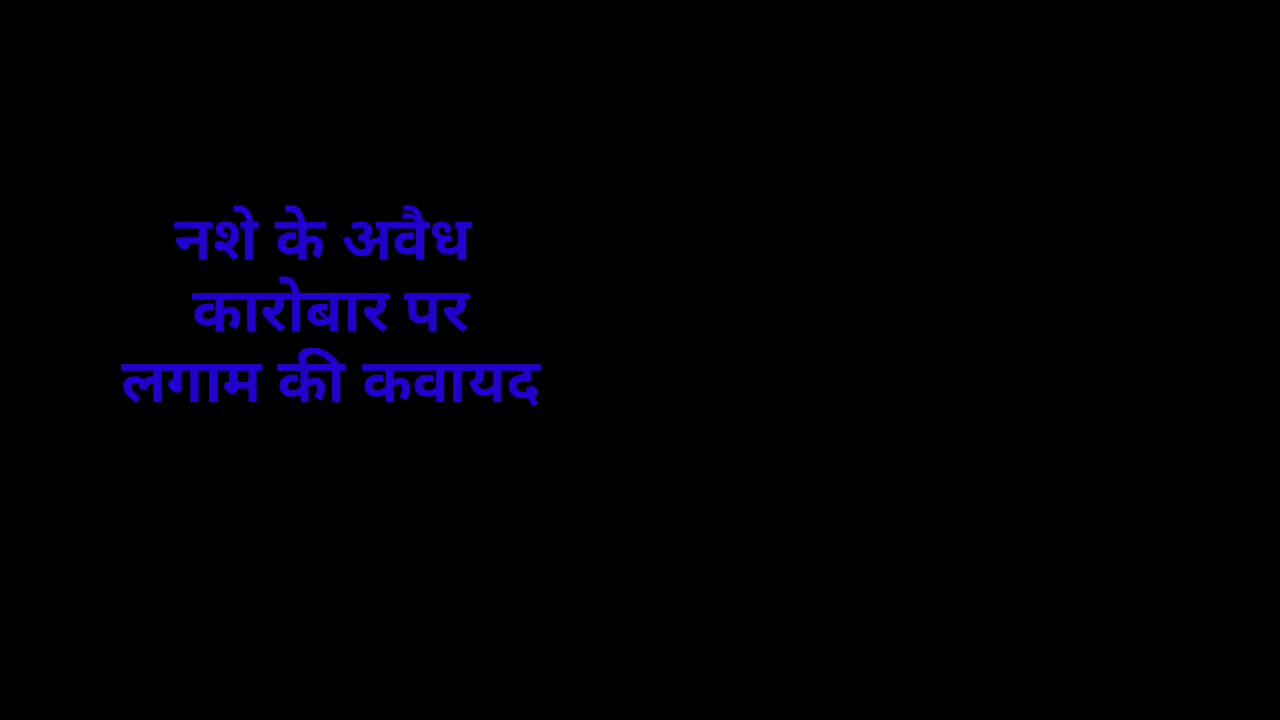 नशे के अवैध
कारोबार पर
लगाम की कवायद